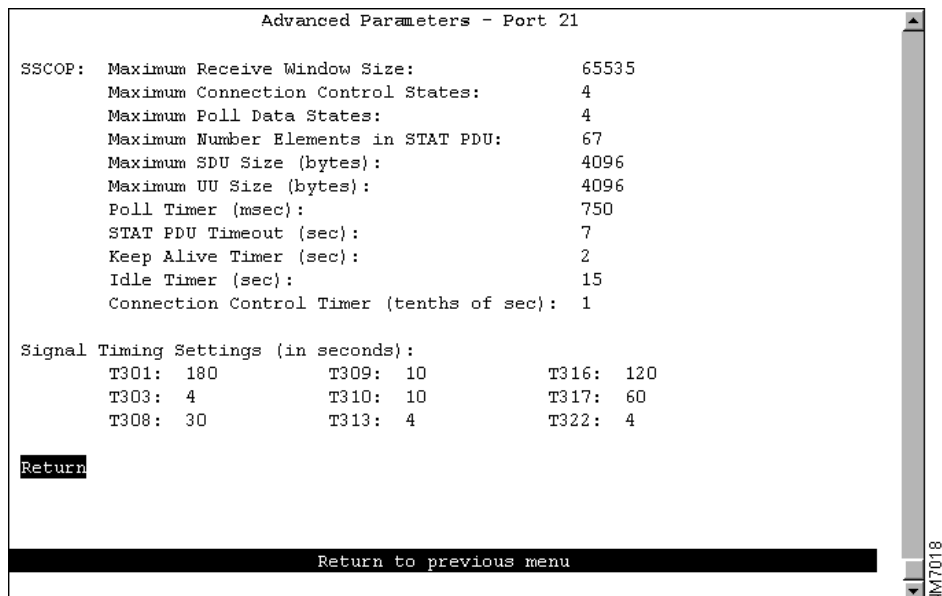 Advanced Parameters - Port 21
SSCOP: Maximum Receive Window Size: 65535
Maximum Connection Control States: 4
Maximum Poll Data States: 4
Maximum Number Elements in STAT PDU: 67
Maximum SDU Size (bytes): 4096
Maximum UU Size (bytes): 4096
Poll Timer (msec): 750
STAT PDU Timeout (sec): 7
Keep Alive Timer (sec): 2
Idle Timer (sec): 15
Connection Control Timer (tenths of sec): 1
Signal Timing Settings (in seconds):
T301: 180 T309: 10 T316: 120
T303: 4 T310: 10 T317: 60
T308: 30 T313: 4 T322: 4
Return
Return to previous menu
IM7018